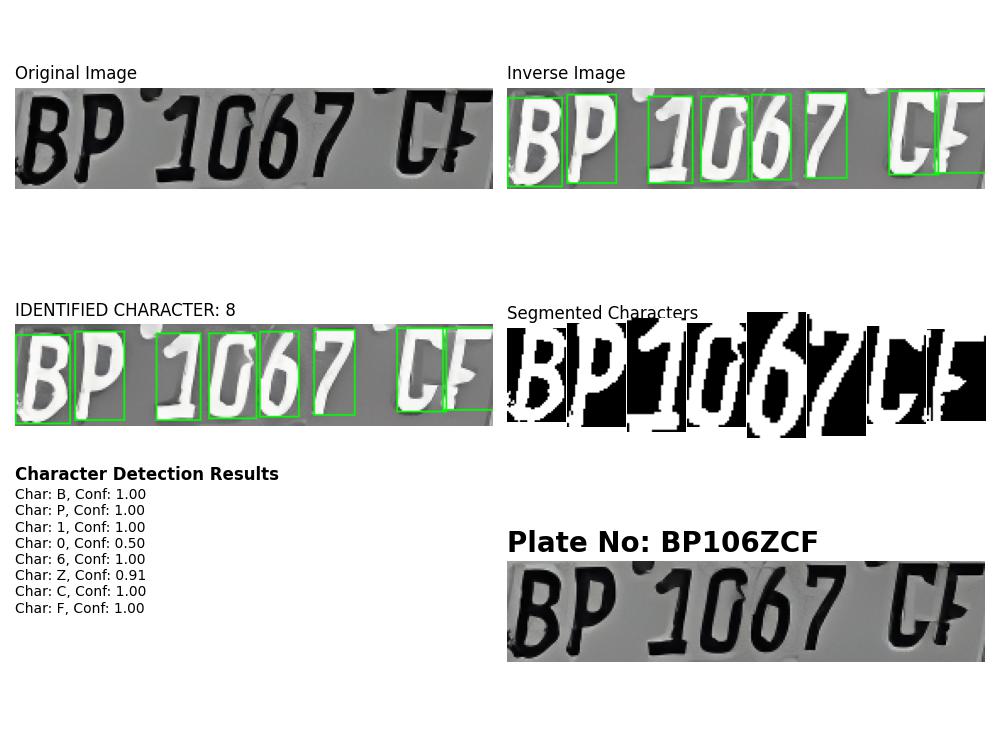 Original Image
BP 1067 CF
Inverse Image
BP 1067 CF
IDENTIFIED CHARACTER: 8
BP 1067 CF
Segmented Characters
BP1067CF
Character Detection Results
Char: B, Conf: 1.00
Char: P, Conf: 1.00
Char: 1, Conf: 1.00
Char: 0, Conf: 0.50
Char: 6, Conf: 1.00
Char: Z, Conf: 0.91
Char: C, Conf: 1.00
Char: F, Conf: 1.00
Plate No: BP106ZCF
BP 1067 CF